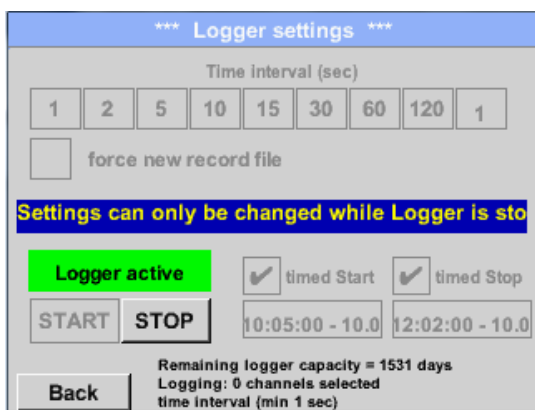 *** Logger settings ***
Time interval (sec)
1 2 5 10 15 30 60 120 1
force new record file
Settings can only be changed while Logger is sto
Logger active
timed Start timed Stop
START STOP 10:05:00 - 10.0 12:02:00 - 10.0
Remaining logger capacity = 1531 days
Logging: 0 channels selected
time interval (min 1 sec)
Back